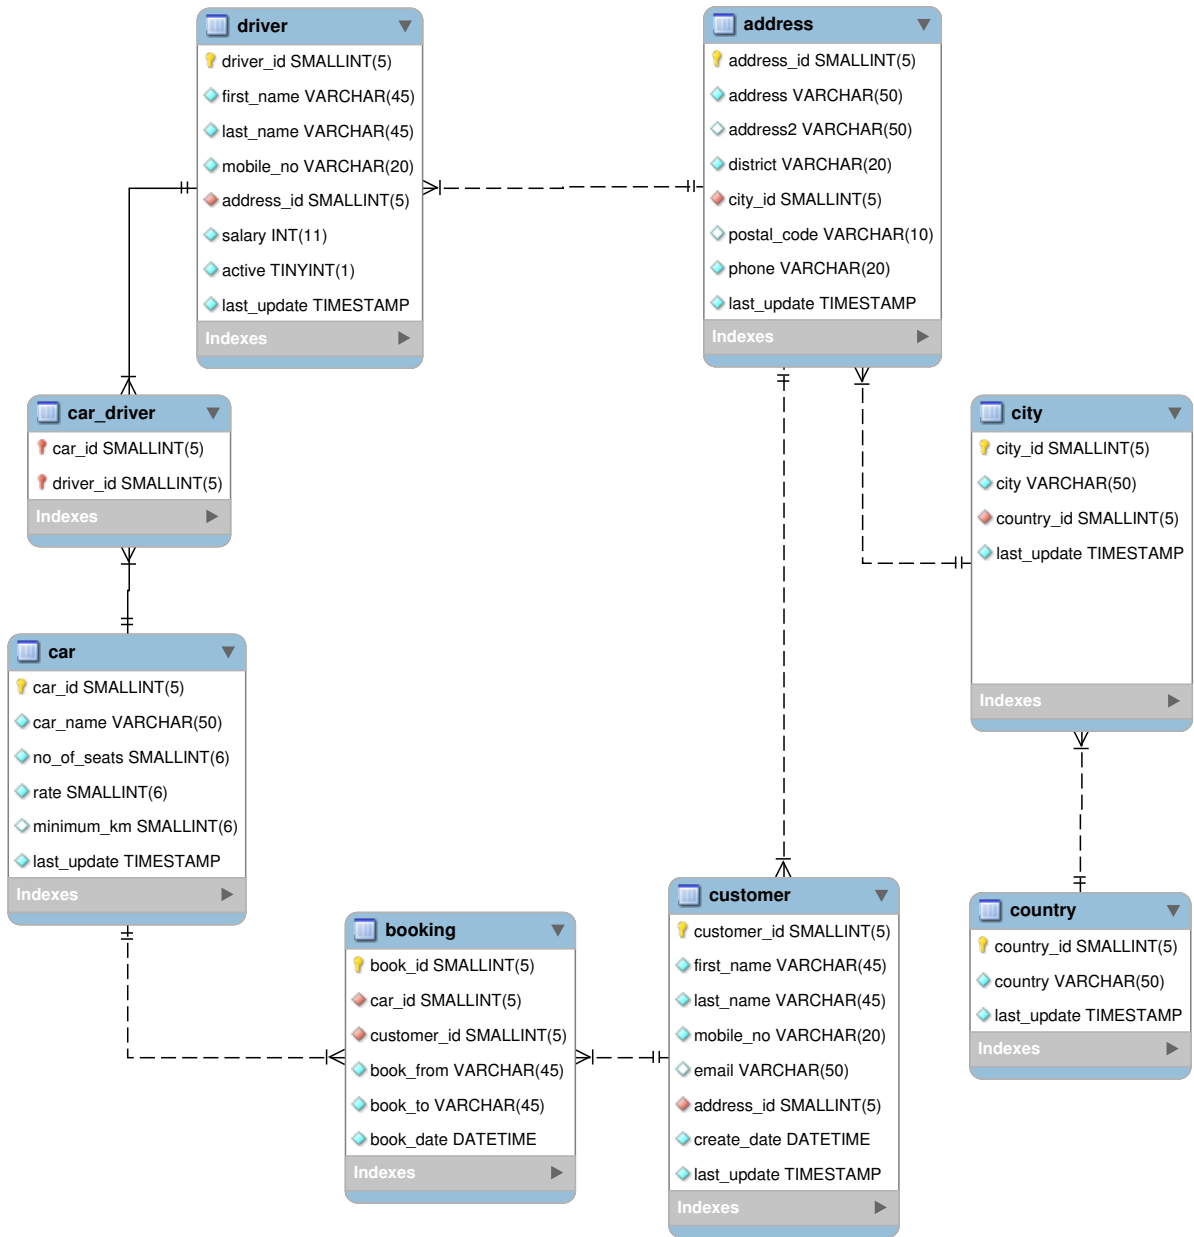 driver
driver_id SMALLINT(5)
first_name VARCHAR(45)
last_name VARCHAR(45)
mobile_no VARCHAR(20)
address_id SMALLINT(5)
salary INT(11)
active TINYINT(1)
last_update TIMESTAMP
Indexes
address
address_id SMALLINT(5)
address VARCHAR(50)
address2 VARCHAR(50)
district VARCHAR(20)
city_id SMALLINT(5)
postal_code VARCHAR(10)
phone VARCHAR(20)
last_update TIMESTAMP
Indexes
car_driver
car_id SMALLINT(5)
driver_id SMALLINT(5)
Indexes
city
city_id SMALLINT(5)
city VARCHAR(50)
country_id SMALLINT(5)
last_update TIMESTAMP
Indexes
car
car_id SMALLINT(5)
car_name VARCHAR(50)
no_of_seats SMALLINT(6)
rate SMALLINT(6)
minimum_km SMALLINT(6)
last_update TIMESTAMP
Indexes
booking
book_id SMALLINT(5)
car_id SMALLINT(5)
customer_id SMALLINT(5)
book_from VARCHAR(45)
book_to VARCHAR(45)
book_date DATETIME
Indexes
customer
customer_id SMALLINT(5)
first_name VARCHAR(45)
last_name VARCHAR(45)
mobile_no VARCHAR(20)
email VARCHAR(50)
address_id SMALLINT(5)
create_date DATETIME
last_update TIMESTAMP
Indexes
country
country_id SMALLINT(5)
country VARCHAR(50)
last_update TIMESTAMP
Indexes